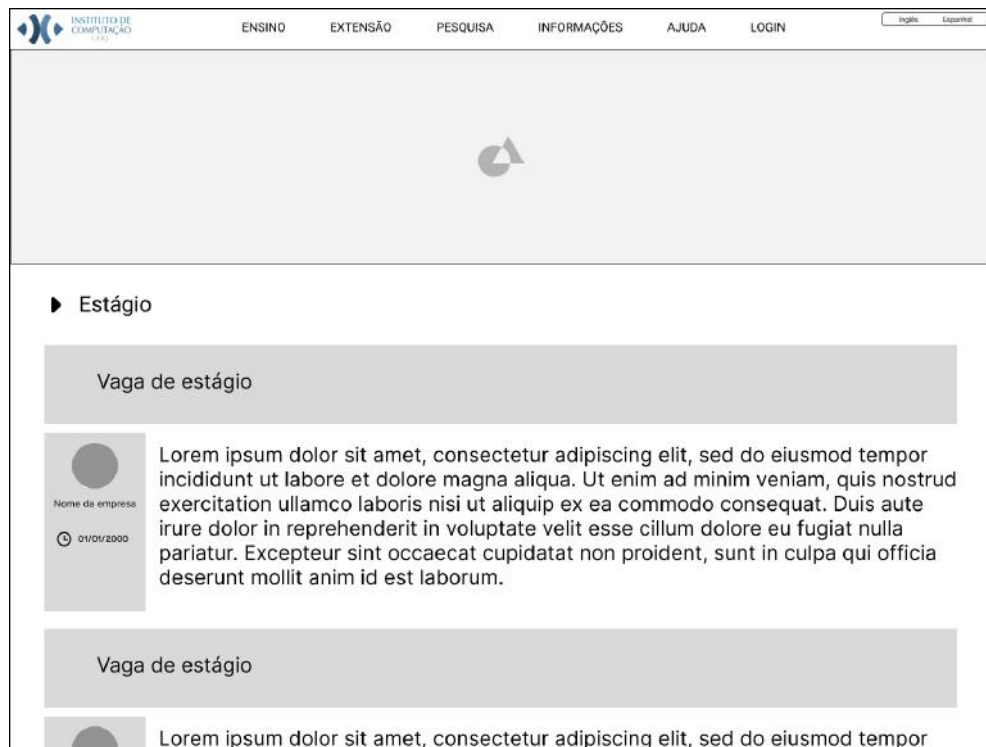 INSTITUTO DE
COMPUTAÇÃO
UFRJ
ENSINO EXTENSÃO PESQUISA INFORMAÇÕES AJUDA LOGIN
Inglês Espanhol
Estágio
Vaga de estágio
Nome da empresa
01/01/2000
Lorem ipsum dolor sit amet, consectetur adipiscing elit, sed do eiusmod tempor
incididunt ut labore et dolore magna aliqua. Ut enim ad minim veniam, quis nostrud
exercitation ullamco laboris nisi ut aliquip ex ea commodo consequat. Duis aute
irure dolor in reprehenderit in voluptate velit esse cillum dolore eu fugiat nulla
pariatur. Excepteur sint occaecat cupidatat non proident, sunt in culpa qui officia
deserunt mollit anim id est laborum.
Vaga de estágio
Lorem ipsum dolor sit amet, consectetur adipiscing elit, sed do eiusmod tempor